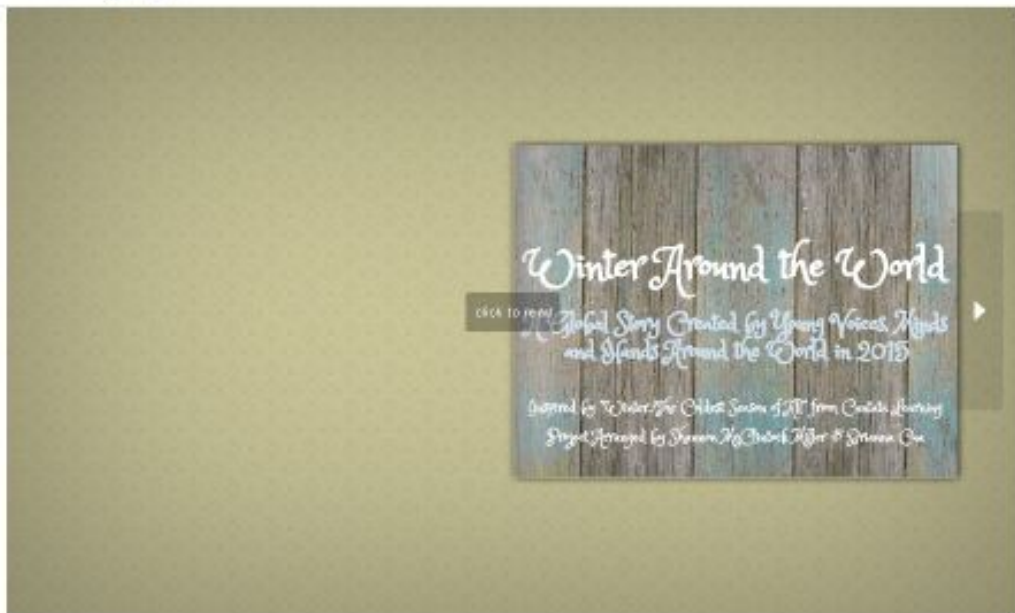 Winter Around the World
click to read
A Global Story Created by Young Voices, Minds
and Hands Around the World in 2015
Inspired by "Winter: The Coldest Season of All" from Cantata Learning
Project Arranged by Shannon McClintock Miller & Brianna